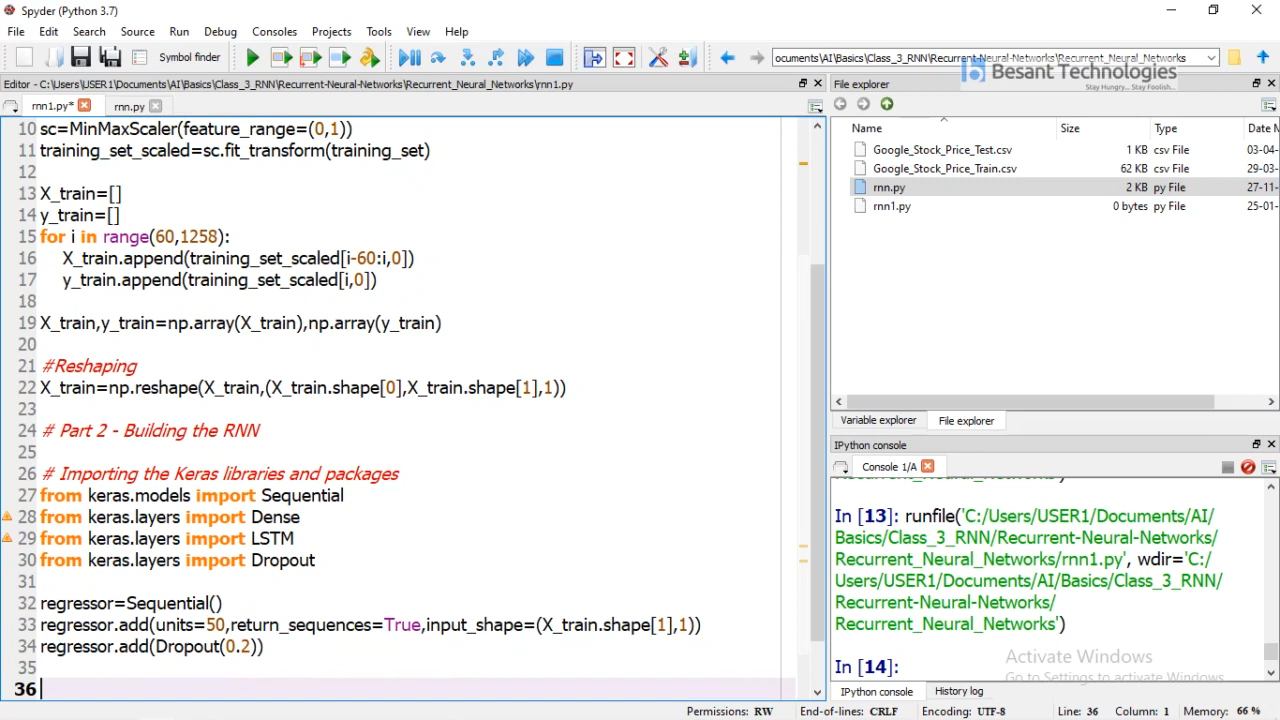 Spyder (Python 3.7)
File Edit Search Source Run Debug Consoles Projects Tools View Help
Symbol finder
ocuments\AI\Basics\Class_3_RNN\Recurrent-Neural-Networks\Recurrent_Neural_Networks
Besant Technologies
Stay Hungry... Stay Foolish...
Editor - C:\Users\USER1\Documents\AI\Basics\Class_3_RNN\Recurrent-Neural-Networks\Recurrent_Neural_Networks\rnn1.py
rnn1.py* rnn.py
10 sc=MinMaxScaler(feature_range=(0,1))
11 training_set_scaled=sc.fit_transform(training_set)
12
13 X_train=[]
14 y_train=[]
15 for i in range(60,1258):
16 X_train.append(training_set_scaled[i-60:i,0])
17 y_train.append(training_set_scaled[i,0])
18
19 X_train,y_train=np.array(X_train),np.array(y_train)
20
21 #Reshaping
22 X_train=np.reshape(X_train,(X_train.shape[0],X_train.shape[1],1))
23
24 # Part 2 - Building the RNN
25
26 # Importing the Keras libraries and packages
27 from keras.models import Sequential
28 from keras.layers import Dense
29 from keras.layers import LSTM
30 from keras.layers import Dropout
31
32 regressor=Sequential()
33 regressor.add(units=50,return_sequences=True,input_shape=(X_train.shape[1],1))
34 regressor.add(Dropout(0.2))
35
36
File explorer
Name Size Type Date M
Google_Stock_Price_Test.csv 1 KB csv File 03-04-
Google_Stock_Price_Train.csv 62 KB csv File 29-03-
rnn.py 2 KB py File 27-11-
rnn1.py 0 bytes py File 25-01-
Variable explorer File explorer
IPython console
Console 1/A
In [13]: runfile('C:/Users/USER1/Documents/AI/
Basics/Class_3_RNN/Recurrent-Neural-Networks/
Recurrent_Neural_Networks/rnn1.py', wdir='C:/
Users/USER1/Documents/AI/Basics/Class_3_RNN/
Recurrent-Neural-Networks/
Recurrent_Neural_Networks')
In [14]:
Activate Windows
Go to Settings to activate Windows.
IPython console History log
Permissions: RW End-of-lines: CRLF Encoding: UTF-8 Line: 36 Column: 1 Memory: 66 %